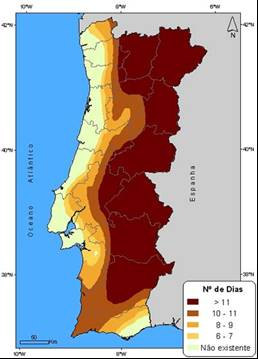 10°W 8°W 6°W
N
42°N 42°N
40°N 40°N
38°N 38°N
Oceano Atlântico
Espanha
Nº de Dias
> 11
10 - 11
8 - 9
6 - 7
Não existente
50
Km
10°W 8°W